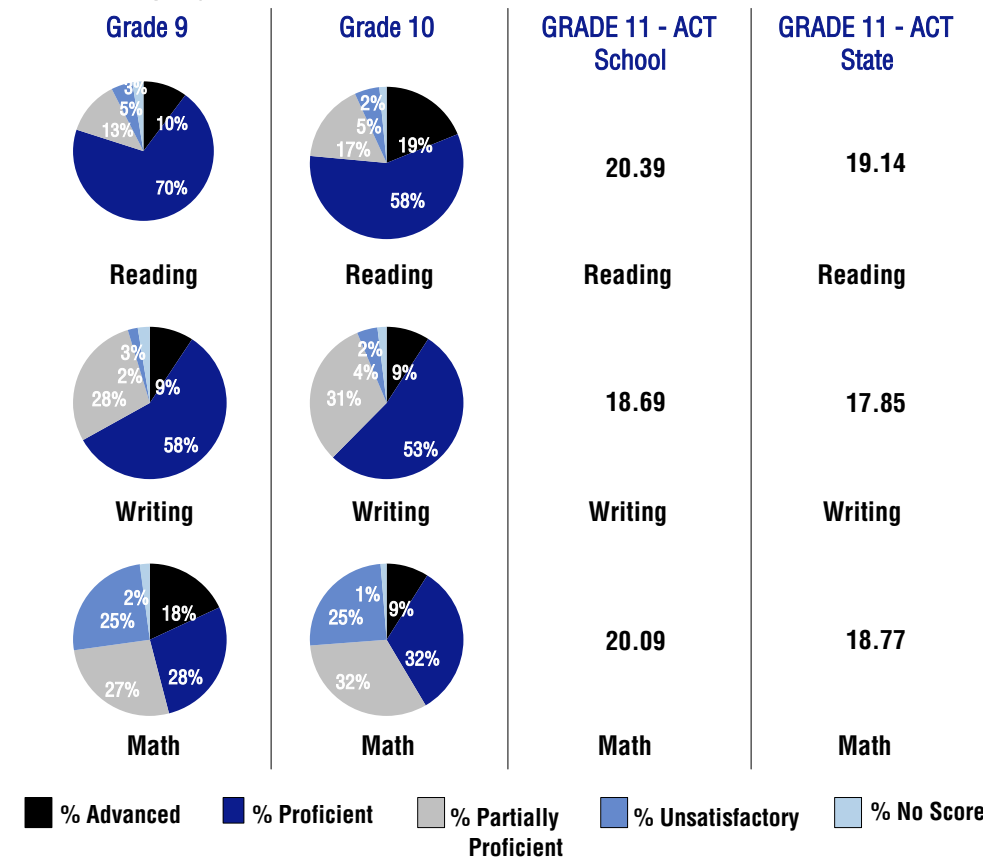 Grade 9
Grade 10
GRADE 11 - ACT
School
GRADE 11 - ACT
State
3%
5%
13%
10%
70%
2%
5%
17%
19%
58%
20.39
19.14
Reading
Reading
Reading
Reading
3%
2%
28%
9%
58%
2%
4%
31%
9%
53%
18.69
17.85
Writing
Writing
Writing
Writing
2%
25%
18%
27%
28%
1%
25%
9%
32%
32%
20.09
18.77
Math
Math
Math
Math
% Advanced
% Proficient
% Partially
Proficient
% Unsatisfactory
% No Score